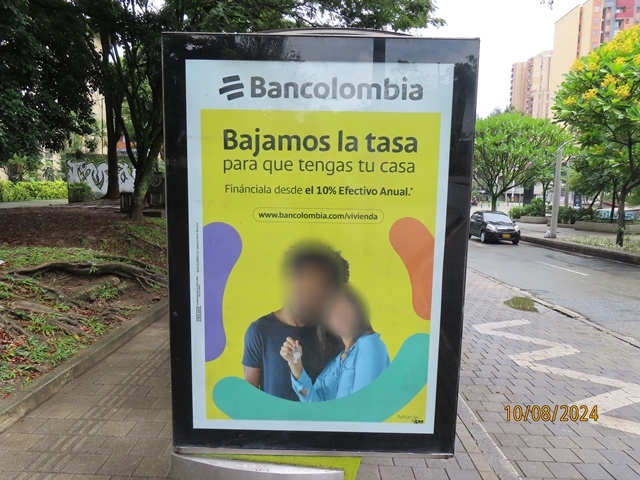 Bancolombia
Bajamos la tasa
para que tengas tu casa
Finánciala desde el 10% Efectivo Anual.*
www.bancolombia.com/vivienda
10/08/2024